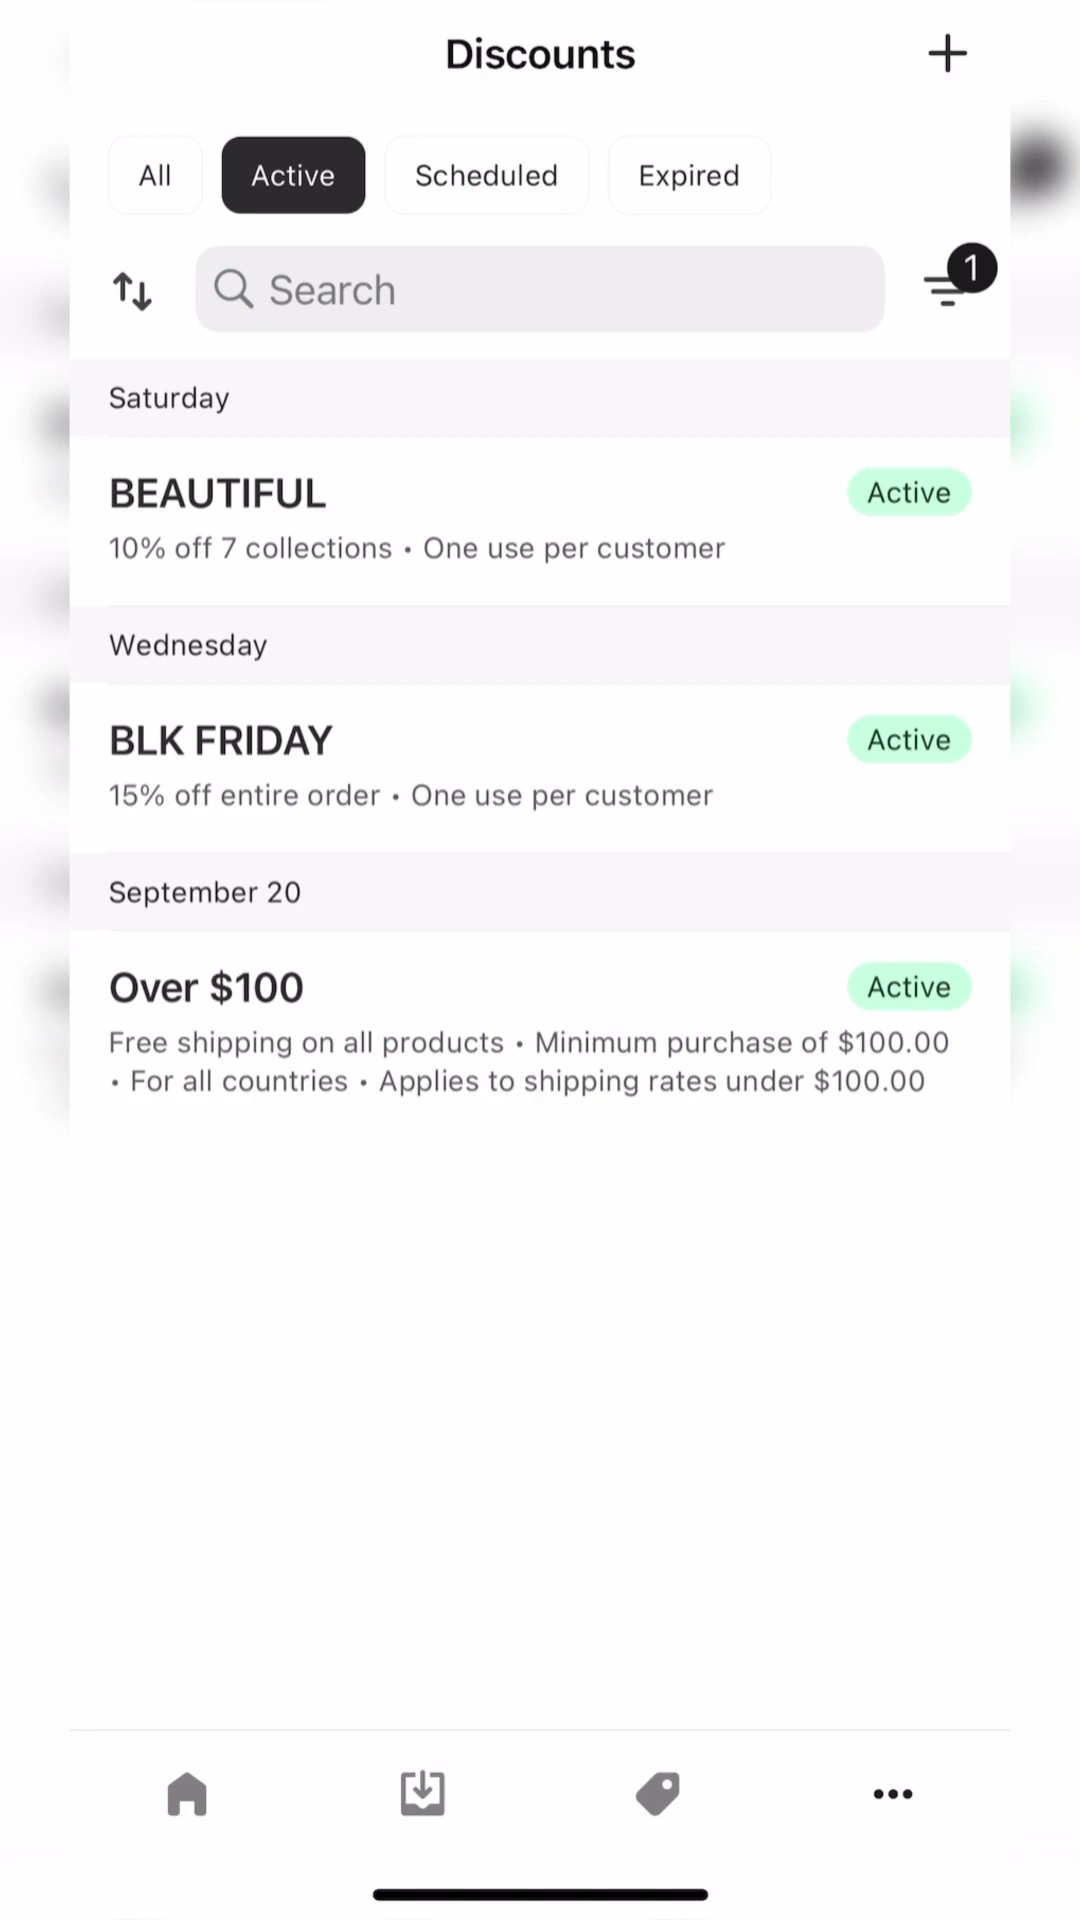 Discounts
All Active Scheduled Expired
Search 1
Saturday
BEAUTIFUL Active
10% off 7 collections • One use per customer
Wednesday
BLK FRIDAY Active
15% off entire order • One use per customer
September 20
Over $100 Active
Free shipping on all products • Minimum purchase of $100.00
• For all countries • Applies to shipping rates under $100.00